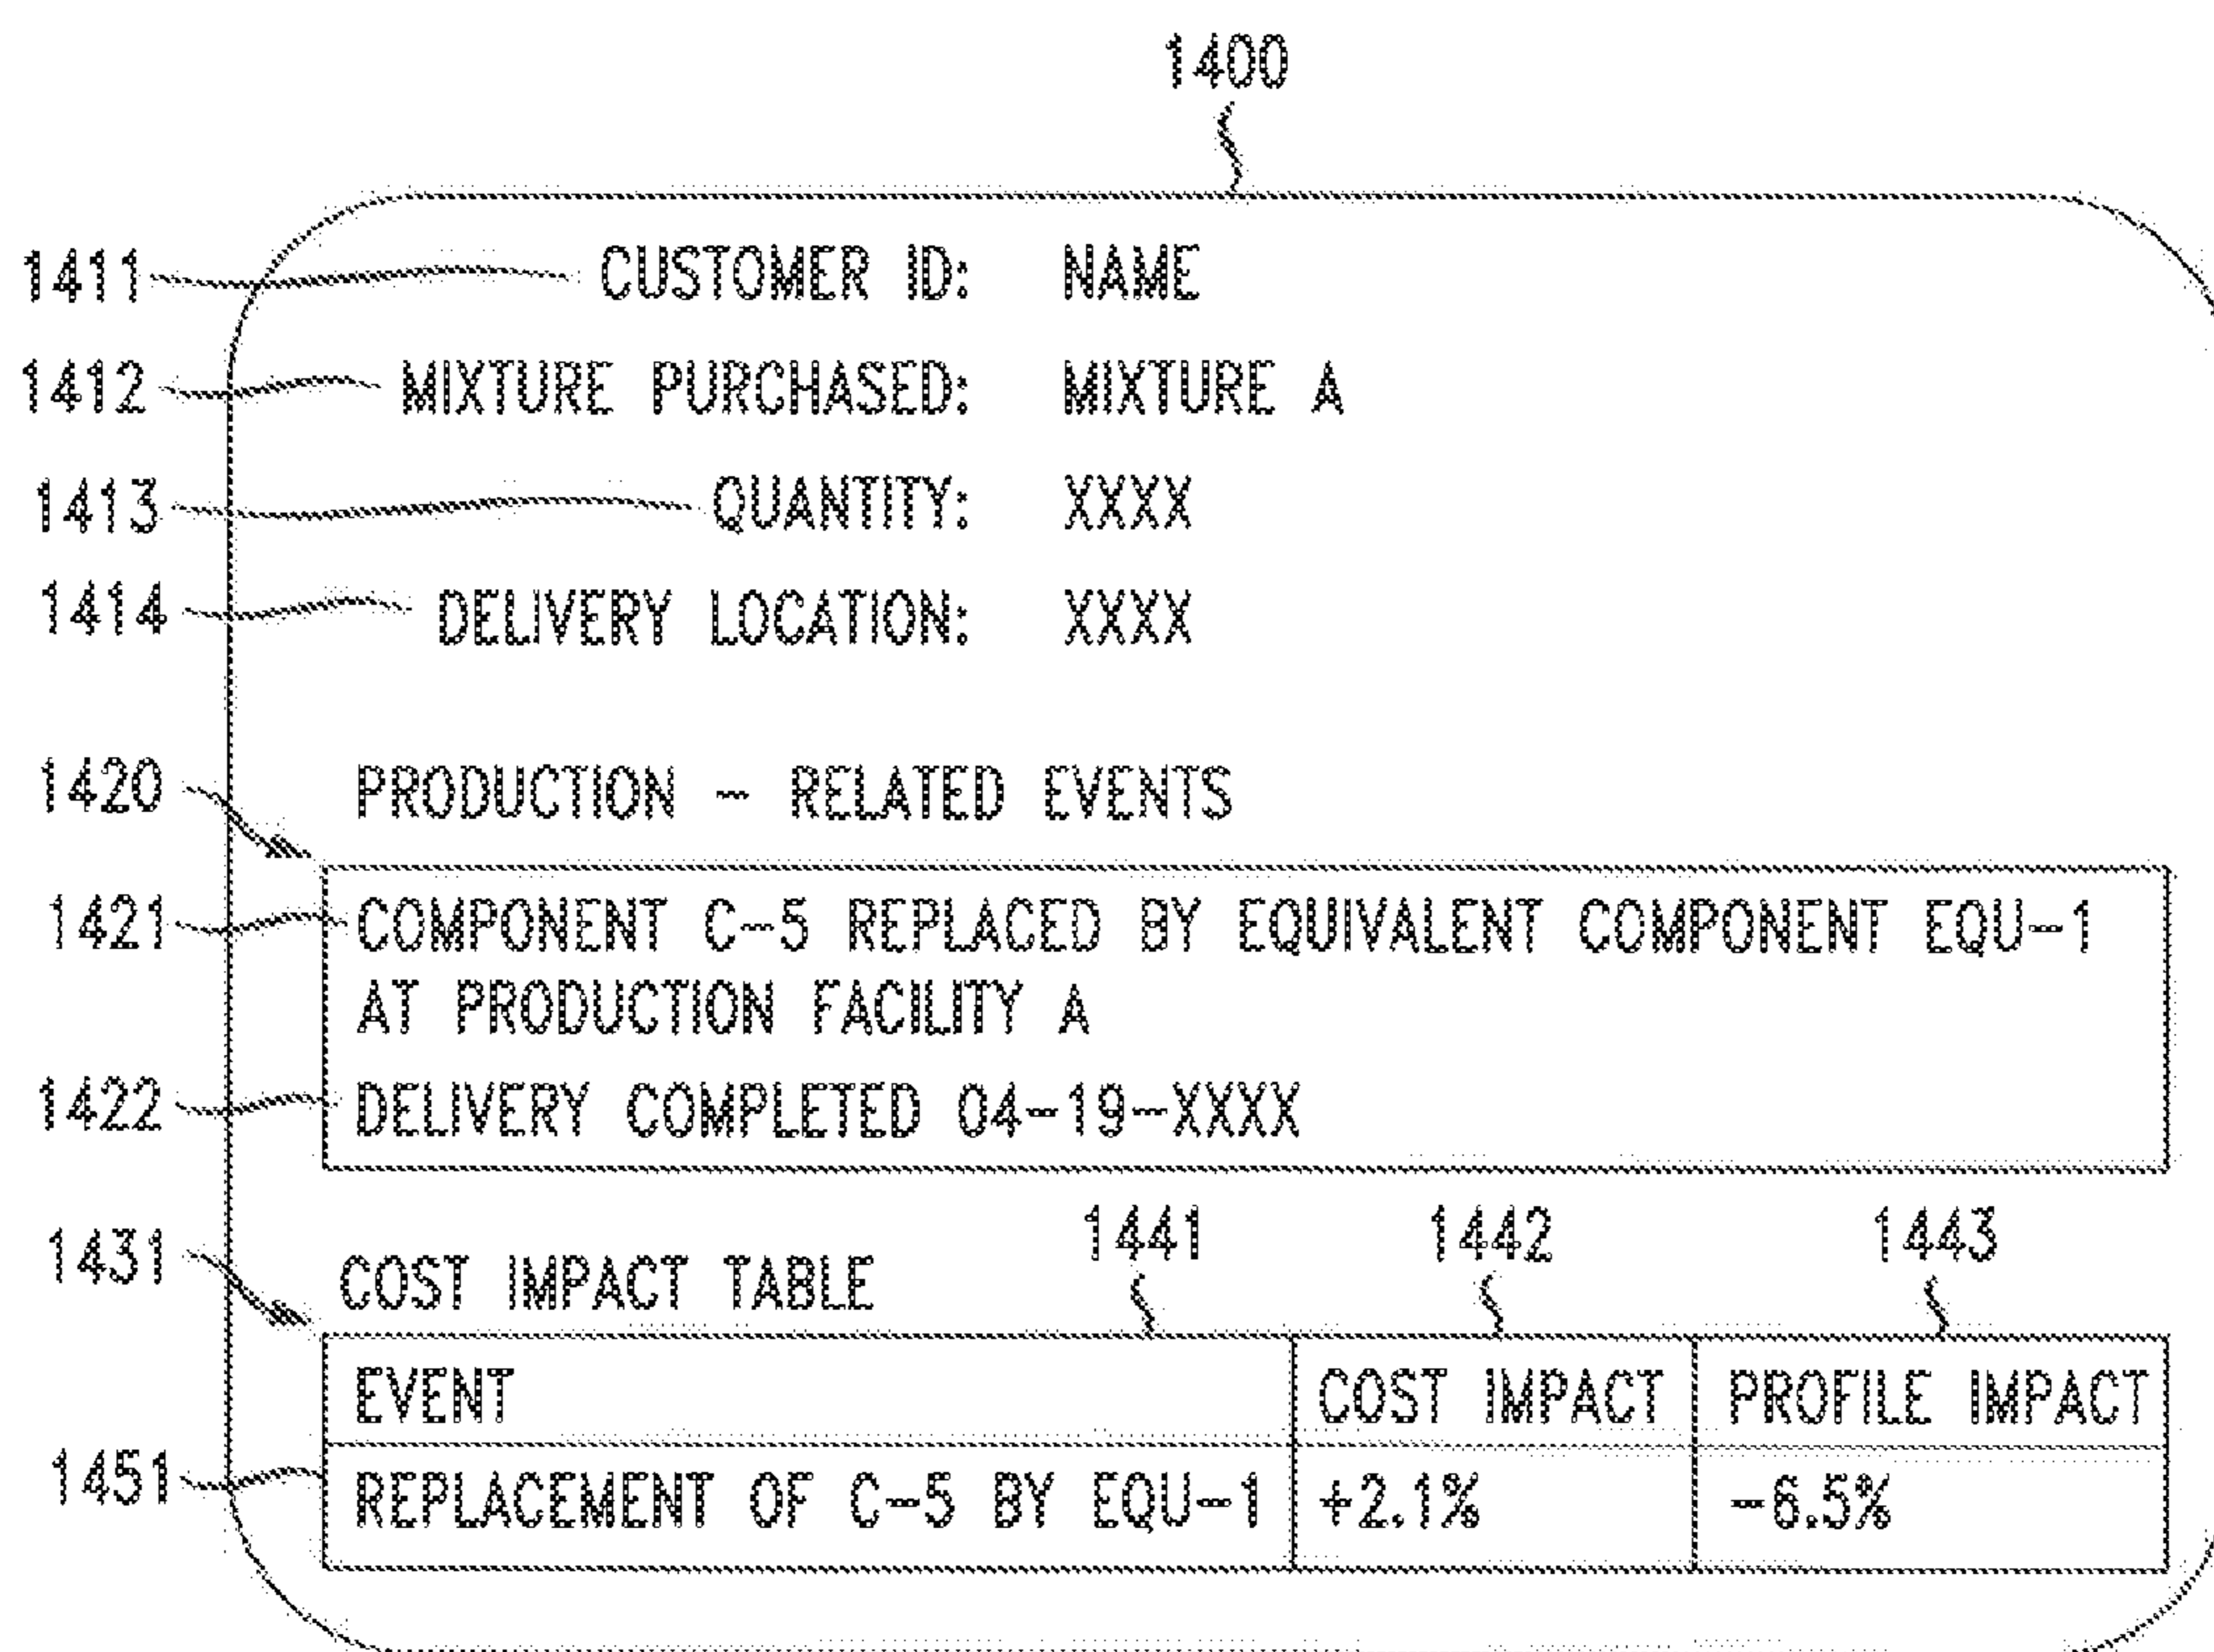 1400
1411 CUSTOMER ID: NAME
1412 MIXTURE PURCHASED: MIXTURE A
1413 QUANTITY: XXXX
1414 DELIVERY LOCATION: XXXX
1420 PRODUCTION - RELATED EVENTS
1421 COMPONENT C-5 REPLACED BY EQUIVALENT COMPONENT EQU-1
AT PRODUCTION FACILITY A
1422 DELIVERY COMPLETED 04-19-XXXX
1441 1442 1443
1431 COST IMPACT TABLE
EVENT COST IMPACT PROFILE IMPACT
1451 REPLACEMENT OF C-5 BY EQU-1 +2.1% -6.5%